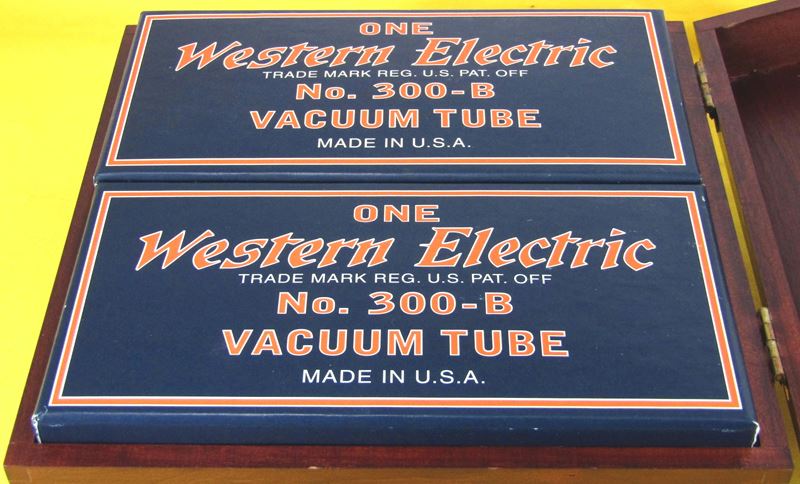 ONE
Western Electric
TRADE MARK REG. U.S. PAT. OFF
No. 300-B
VACUUM TUBE
MADE IN U.S.A.
ONE
Western Electric
TRADE MARK REG. U.S. PAT. OFF
No. 300-B
VACUUM TUBE
MADE IN U.S.A.